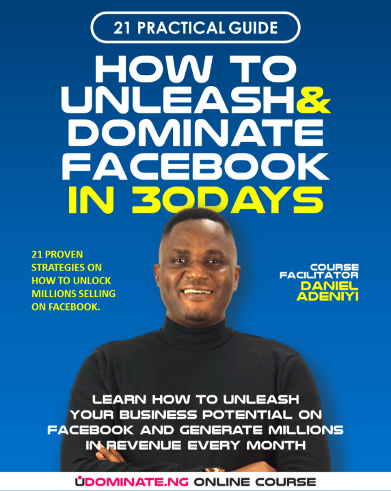 21 PRACTICAL GUIDE
HOW TO
UNLEASH&
DOMINATE
FACEBOOK
IN 30DAYS
21 PROVEN
STRATEGIES ON
HOW TO UNLOCK
MILLIONS SELLING
ON FACEBOOK.
COURSE
FACILITATOR
DANIEL
ADENIYI
LEARN HOW TO UNLEASH
YOUR BUSINESS POTENTIAL ON
FACEBOOK AND GENERATE MILLIONS
IN REVENUE EVERY MONTH
UDOMINATE.NG ONLINE COURSE